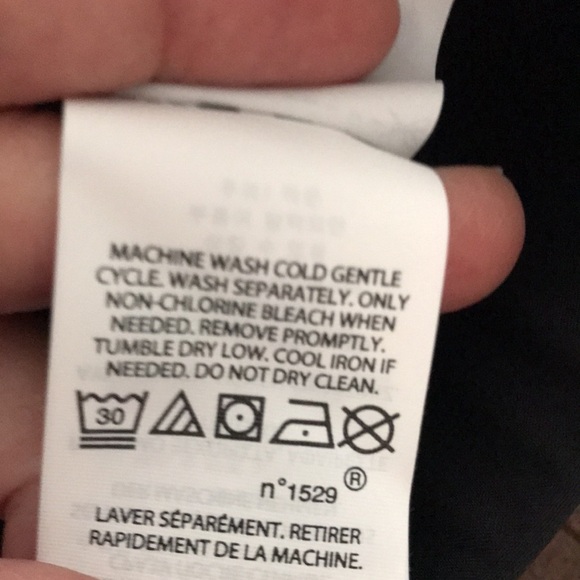 MACHINE WASH COLD GENTLE
CYCLE. WASH SEPARATELY. ONLY
NON-CHLORINE BLEACH WHEN
NEEDED. REMOVE PROMPTLY.
TUMBLE DRY LOW. COOL IRON IF
NEEDED. DO NOT DRY CLEAN.
30
n°1529 ®
LAVER SÉPARÉMENT. RETIRER
RAPIDEMENT DE LA MACHINE.